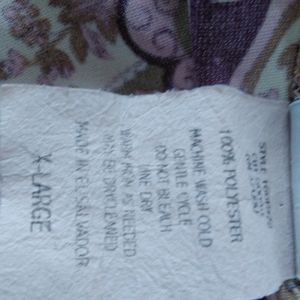 STYLE
100% POLYESTER
MACHINE WASH COLD
GENTLE CYCLE
DO NOT BLEACH
LINE DRY
WARM IRON AS NEEDED
MAY BE DRYCLEANED
MADE IN EL SALVADOR
X-LARGE